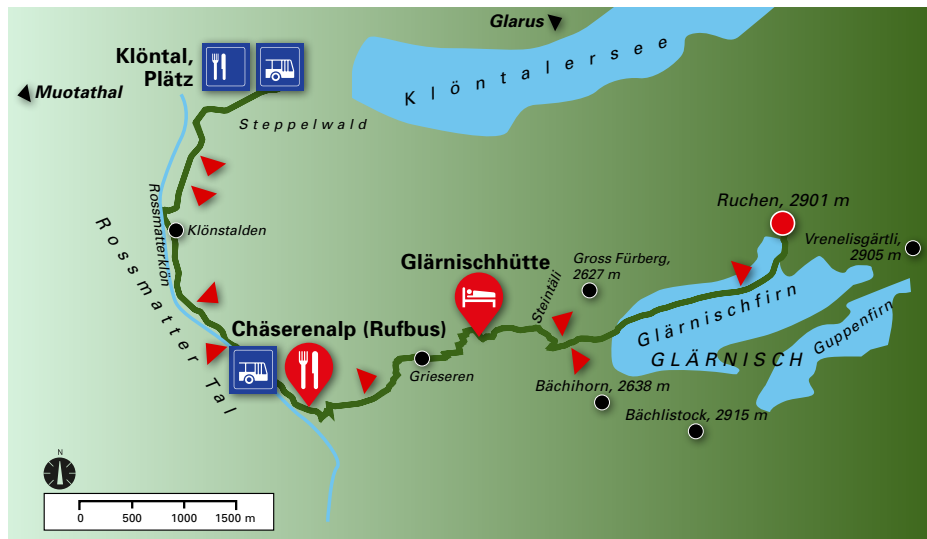 Glarus
Klöntal,
Plätz
Klöntalersee
Muotathal
Steppelwald
Rossmatterklön
Klönstalden
Rossmatter Tal
Ruchen, 2901 m
Vrenelisgärtli,
2905 m
Glärnischhütte
Gross Fürberg,
2627 m
Steintäli
Glärnischfirn
Guppenfirn
GLÄRNISCH
Chäserenalp (Rufbus)
Grieseren
Bächihorn, 2638 m
Bächlistock, 2915 m
N
0 500 1000 1500 m